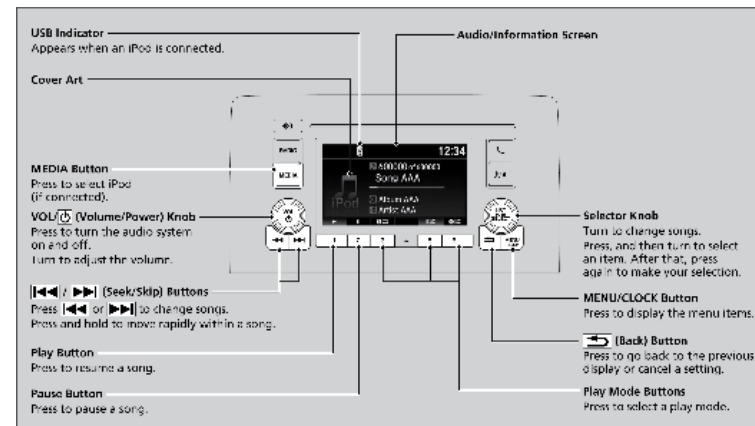 USB Indicator
Appears when an iPod is connected.
Cover Art
MEDIA Button
Press to select iPod
(if connected).
VOL/⏻ (Volume/Power) Knob
Press to turn the audio system
on and off.
Turn to adjust the volume.
|◀◀ / ▶▶| (Seek/Skip) Buttons
Press |◀◀ or ▶▶| to change songs.
Press and hold to move rapidly within a song.
Play Button
Press to resume a song.
Pause Button
Press to pause a song.
Audio/Information Screen
RADIO
MEDIA
VOL
12:34
Song AAA
iPod
Album AAA
Artist AAA
1
2
3
Selector Knob
Turn to change songs.
Press, and then turn to select
an item. After that, press
again to make your selection.
MENU/CLOCK Button
Press to display the menu items.
(Back) Button
Press to go back to the previous
display or cancel a setting.
Play Mode Buttons
Press to select a play mode.